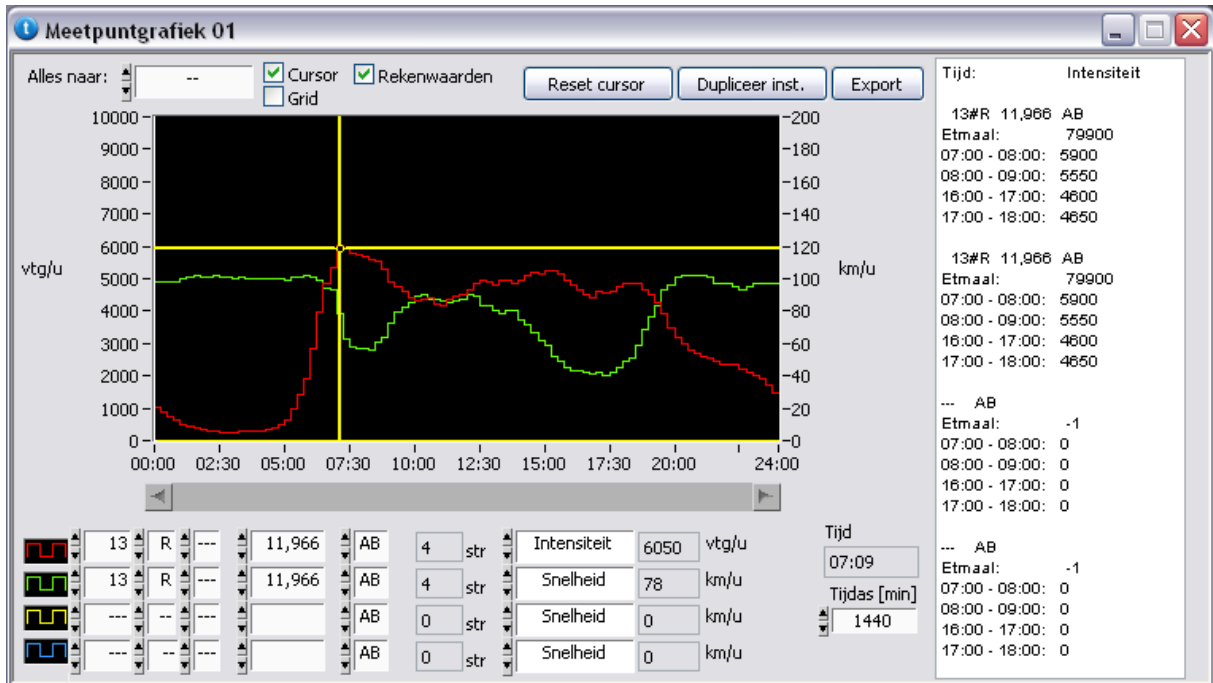 Meetpuntgrafiek 01
Alles naar: -- Cursor Rekenwaarden Reset cursor Dupliceer inst. Export
Grid
10000 200
9000 180
8000 160
7000 140
6000 120
vtg/u km/u
5000 100
4000 80
3000 60
2000 40
1000 20
0 0
00:00 02:30 05:00 07:30 10:00 12:30 15:00 17:30 20:00 24:00
13 R --- 11,966 AB 4 str Intensiteit 6050 vtg/u
13 R --- 11,966 AB 4 str Snelheid 78 km/u
--- -- --- AB 0 str Snelheid 0 km/u
--- -- --- AB 0 str Snelheid 0 km/u
Tijd
07:09
Tijdas [min]
1440
Tijd: Intensiteit
13#R 11,966 AB
Etmaal: 79900
07:00 - 08:00: 5900
08:00 - 09:00: 5550
16:00 - 17:00: 4600
17:00 - 18:00: 4650
13#R 11,966 AB
Etmaal: 79900
07:00 - 08:00: 5900
08:00 - 09:00: 5550
16:00 - 17:00: 4600
17:00 - 18:00: 4650
--- AB
Etmaal: -1
07:00 - 08:00: 0
08:00 - 09:00: 0
16:00 - 17:00: 0
17:00 - 18:00: 0
--- AB
Etmaal: -1
07:00 - 08:00: 0
08:00 - 09:00: 0
16:00 - 17:00: 0
17:00 - 18:00: 0